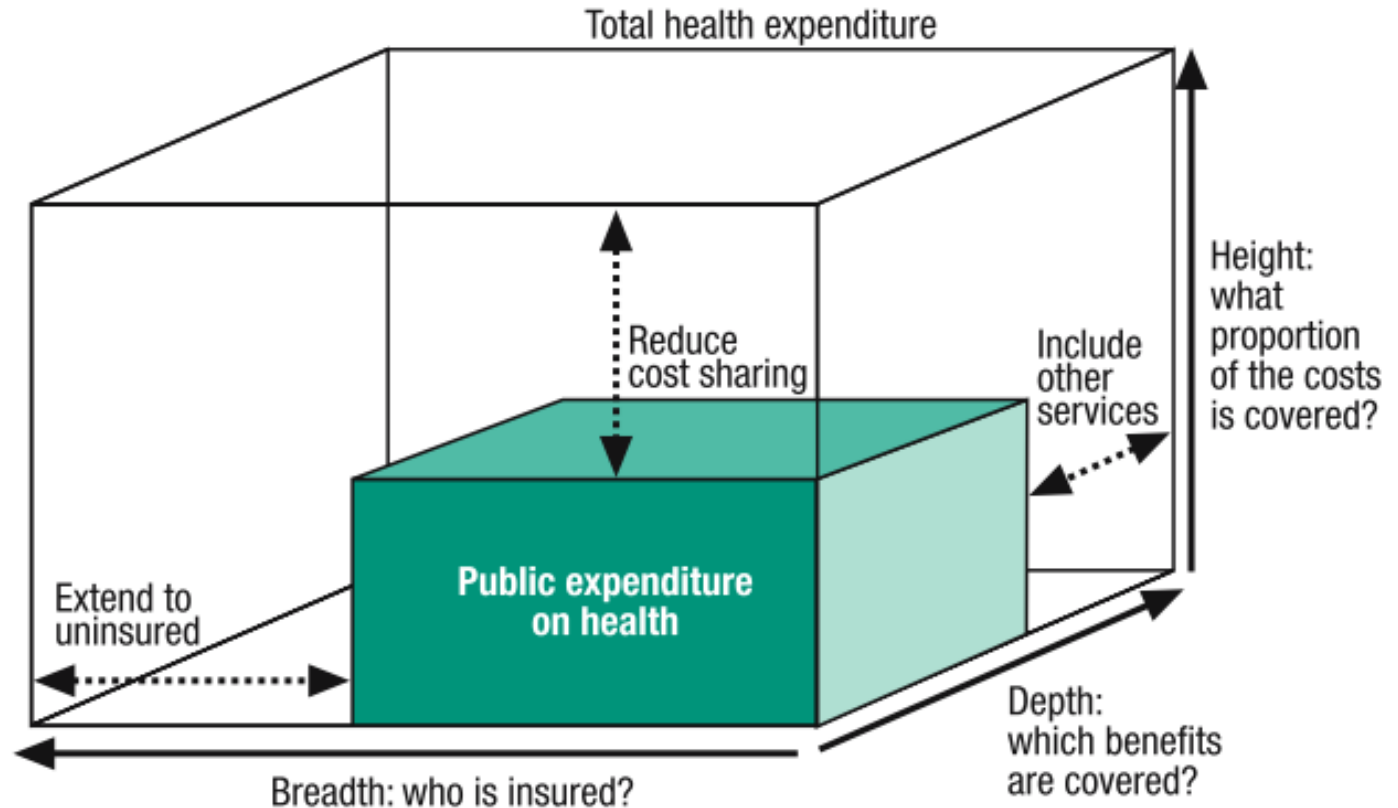 Total health expenditure
Height:
what
proportion
of the costs
is covered?
Reduce
cost sharing
Include
other
services
Public expenditure
on health
Extend to
uninsured
Depth:
which benefits
are covered?
Breadth: who is insured?